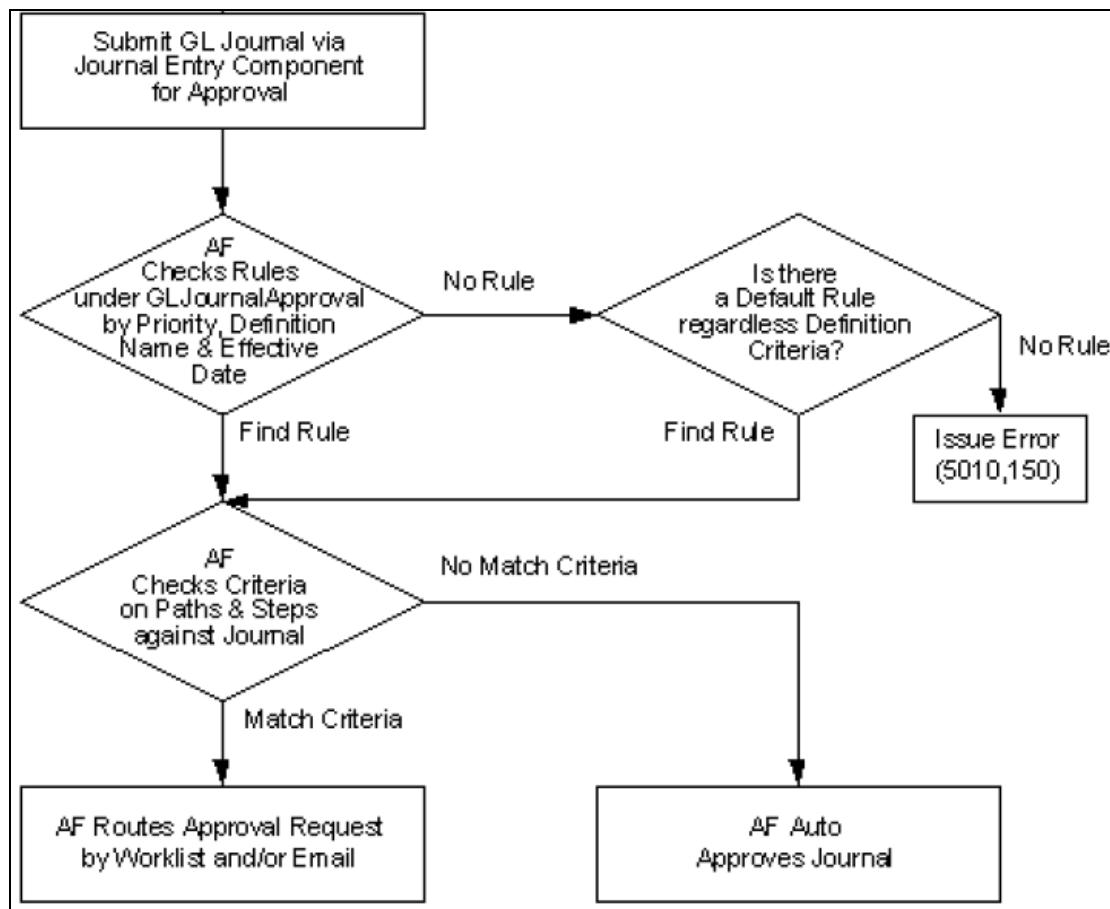 Submit GL Journal via
Journal Entry Component
for Approval
AF
Checks Rules
under GLJournalApproval
by Priority, Definition
Name & Effective
Date
No Rule
Is there
a Default Rule
regardless Definition
Criteria?
No Rule
Find Rule
Find Rule
Issue Error
(5010,150)
AF
Checks Criteria
on Paths & Steps
against Journal
No Match Criteria
Match Criteria
AF Routes Approval Request
by Worklist and/or Email
AF Auto
Approves Journal